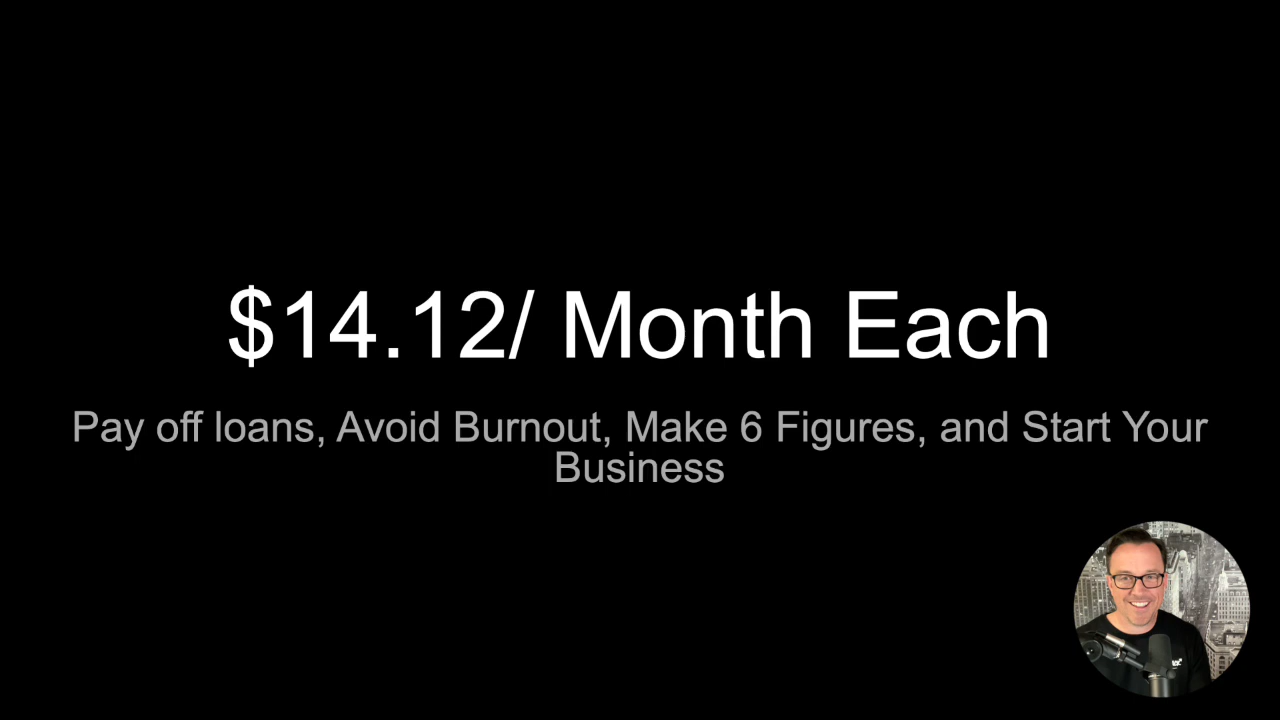 $14.12/ Month Each
Pay off loans, Avoid Burnout, Make 6 Figures, and Start Your
Business